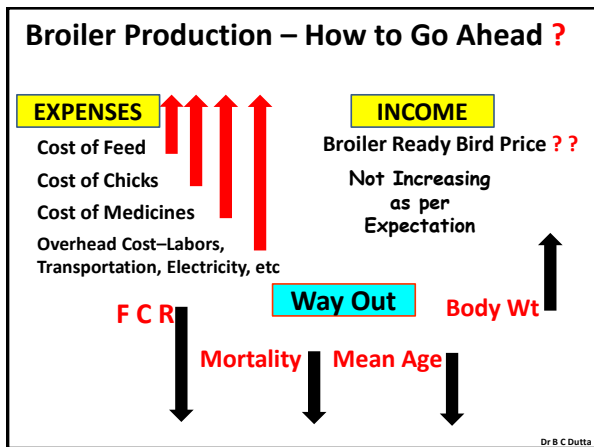 Broiler Production – How to Go Ahead ?
EXPENSES
Cost of Feed
Cost of Chicks
Cost of Medicines
Overhead Cost–Labors,
Transportation, Electricity, etc
INCOME
Broiler Ready Bird Price ? ?
Not Increasing
as per
Expectation
Way Out
F C R
Mortality
Mean Age
Body Wt
Dr B C Dutta